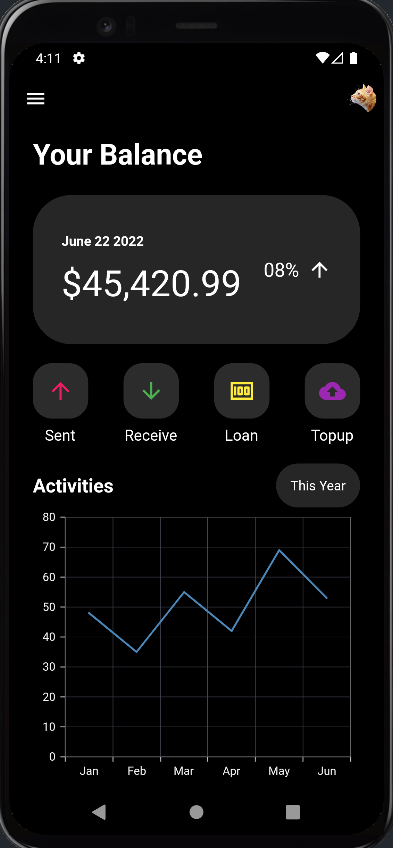 4:11
Your Balance
June 22 2022
$45,420.99
08%
100
Sent Receive Loan Topup
Activities
This Year
80
70
60
50
40
30
20
10
0
Jan Feb Mar Apr May Jun